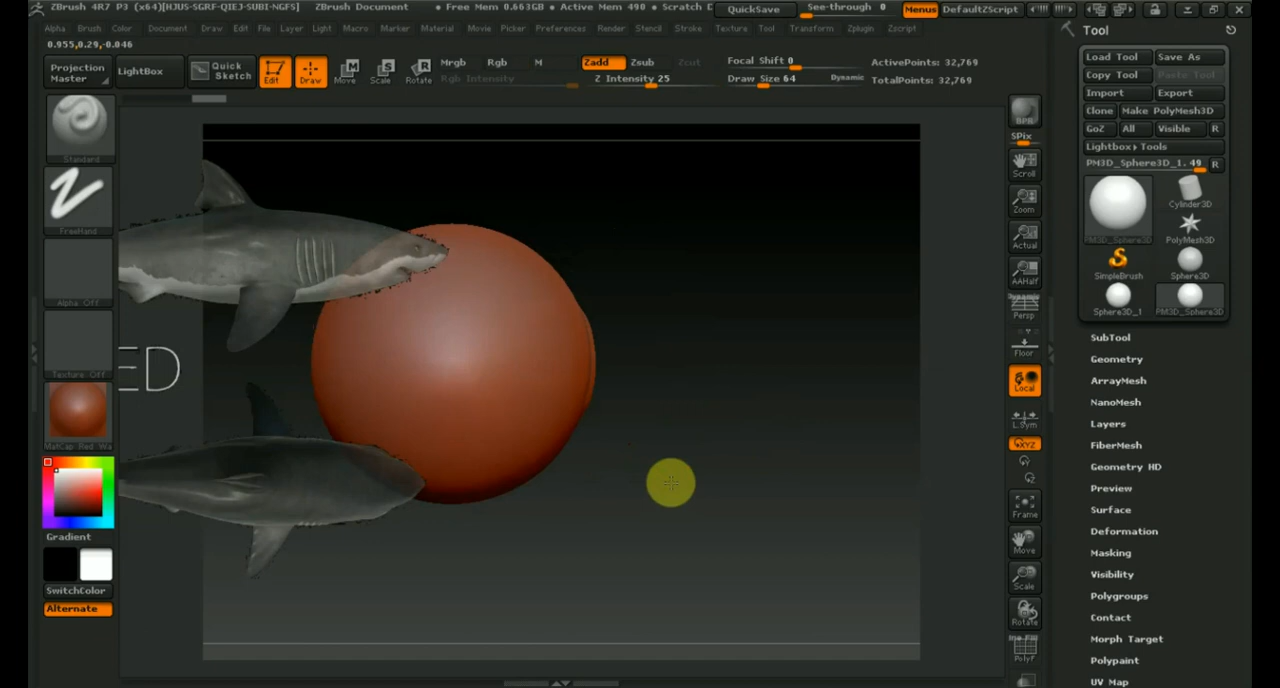 ZBrush 4R7 P3 (x64)[HJUS-SGRF-QIEJ-SUBI-NGFS] ZBrush Document • Free Mem 0.663GB • Active Mem 490 • Scratch D QuickSave See-through 0 Menus DefaultZScript
Alpha Brush Color Document Draw Edit File Layer Light Macro Marker Material Movie Picker Preferences Render Stencil Stroke Texture Tool Transform Zplugin Zscript
0.955,0.29,-0.046
Projection Master
LightBox
Quick Sketch
Edit
Draw
Move
Scale
Rotate
Mrgb Rgb M
Rgb Intensity
Zadd Zsub Zcut
Z Intensity 25
Focal Shift 0
Draw Size 64 Dynamic
ActivePoints: 32,769
TotalPoints: 32,769
Standard
FreeHand
Alpha Off
Texture Off
MatCap Red Wa
Gradient
SwitchColor
Alternate
ED
BPR
SPix
Scroll
Zoom
Actual
AAHalf
Dynamic
Persp
Floor
Local
L.Sym
XYZ
Frame
Move
Scale
Rotate
PolyF
Tool
Load Tool Save As
Copy Tool Paste Tool
Import Export
Clone Make PolyMesh3D
GoZ All Visible R
Lightbox▸Tools
PM3D_Sphere3D_1. 49 R
PM3D_Sphere3D
Cylinder3D
PolyMesh3D
SimpleBrush
Sphere3D
Sphere3D_1
PM3D_Sphere3D
SubTool
Geometry
ArrayMesh
NanoMesh
Layers
FiberMesh
Geometry HD
Preview
Surface
Deformation
Masking
Visibility
Polygroups
Contact
Morph Target
Polypaint
UV Map